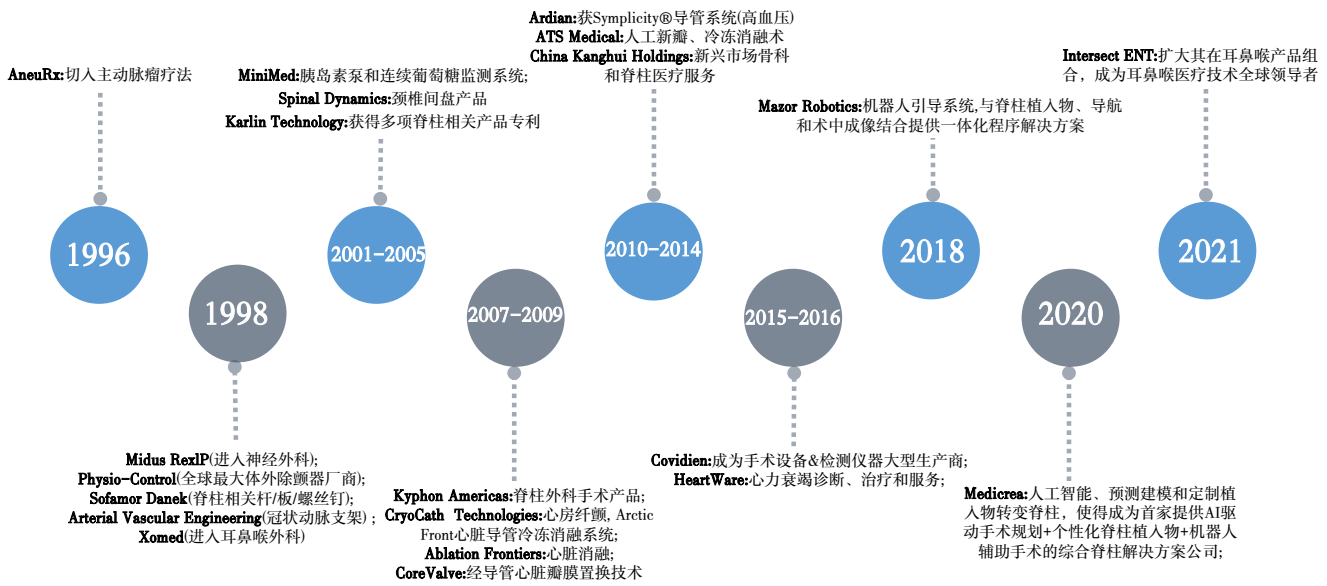 AneuRx:切入主动脉瘤疗法
1996
Midus RexlP(进入神经外科);
Physio-Control(全球最大体外除颤器厂商);
Sofamor Danek(脊柱相关杆/板/螺丝钉);
Arterial Vascular Engineering(冠状动脉支架) ;
Xomed(进入耳鼻喉外科)
1998
MiniMed:胰岛素泵和连续葡萄糖监测系统;
Spinal Dynamics:颈椎间盘产品
Karlin Technology:获得多项脊柱相关产品专利
2001-2005
2007-2009
Kyphon Americas:脊柱外科手术产品;
CryoCath Technologies:心房纤颤, Arctic
Front心脏导管冷冻消融系统;
Ablation Frontiers:心脏消融;
CoreValve:经导管心脏瓣膜置换技术
Ardian:获Symplicity®导管系统(高血压)
ATS Medical:人工新瓣、冷冻消融术
China Kanghui Holdings:新兴市场骨科
和脊柱医疗服务
2010-2014
2015-2016
Covidien:成为手术设备&检测仪器大型生产商;
HeartWare:心力衰竭诊断、治疗和服务;
Mazor Robotics:机器人引导系统,与脊柱植入物、导航
和术中成像结合提供一体化程序解决方案
2018
2020
Medicrea:人工智能、预测建模和定制植
入物转变脊柱，使得成为首家提供AI驱
动手术规划+个性化脊柱植入物+机器人
辅助手术的综合脊柱解决方案公司;
Intersect ENT:扩大其在耳鼻喉产品组
合，成为耳鼻喉医疗技术全球领导者
2021